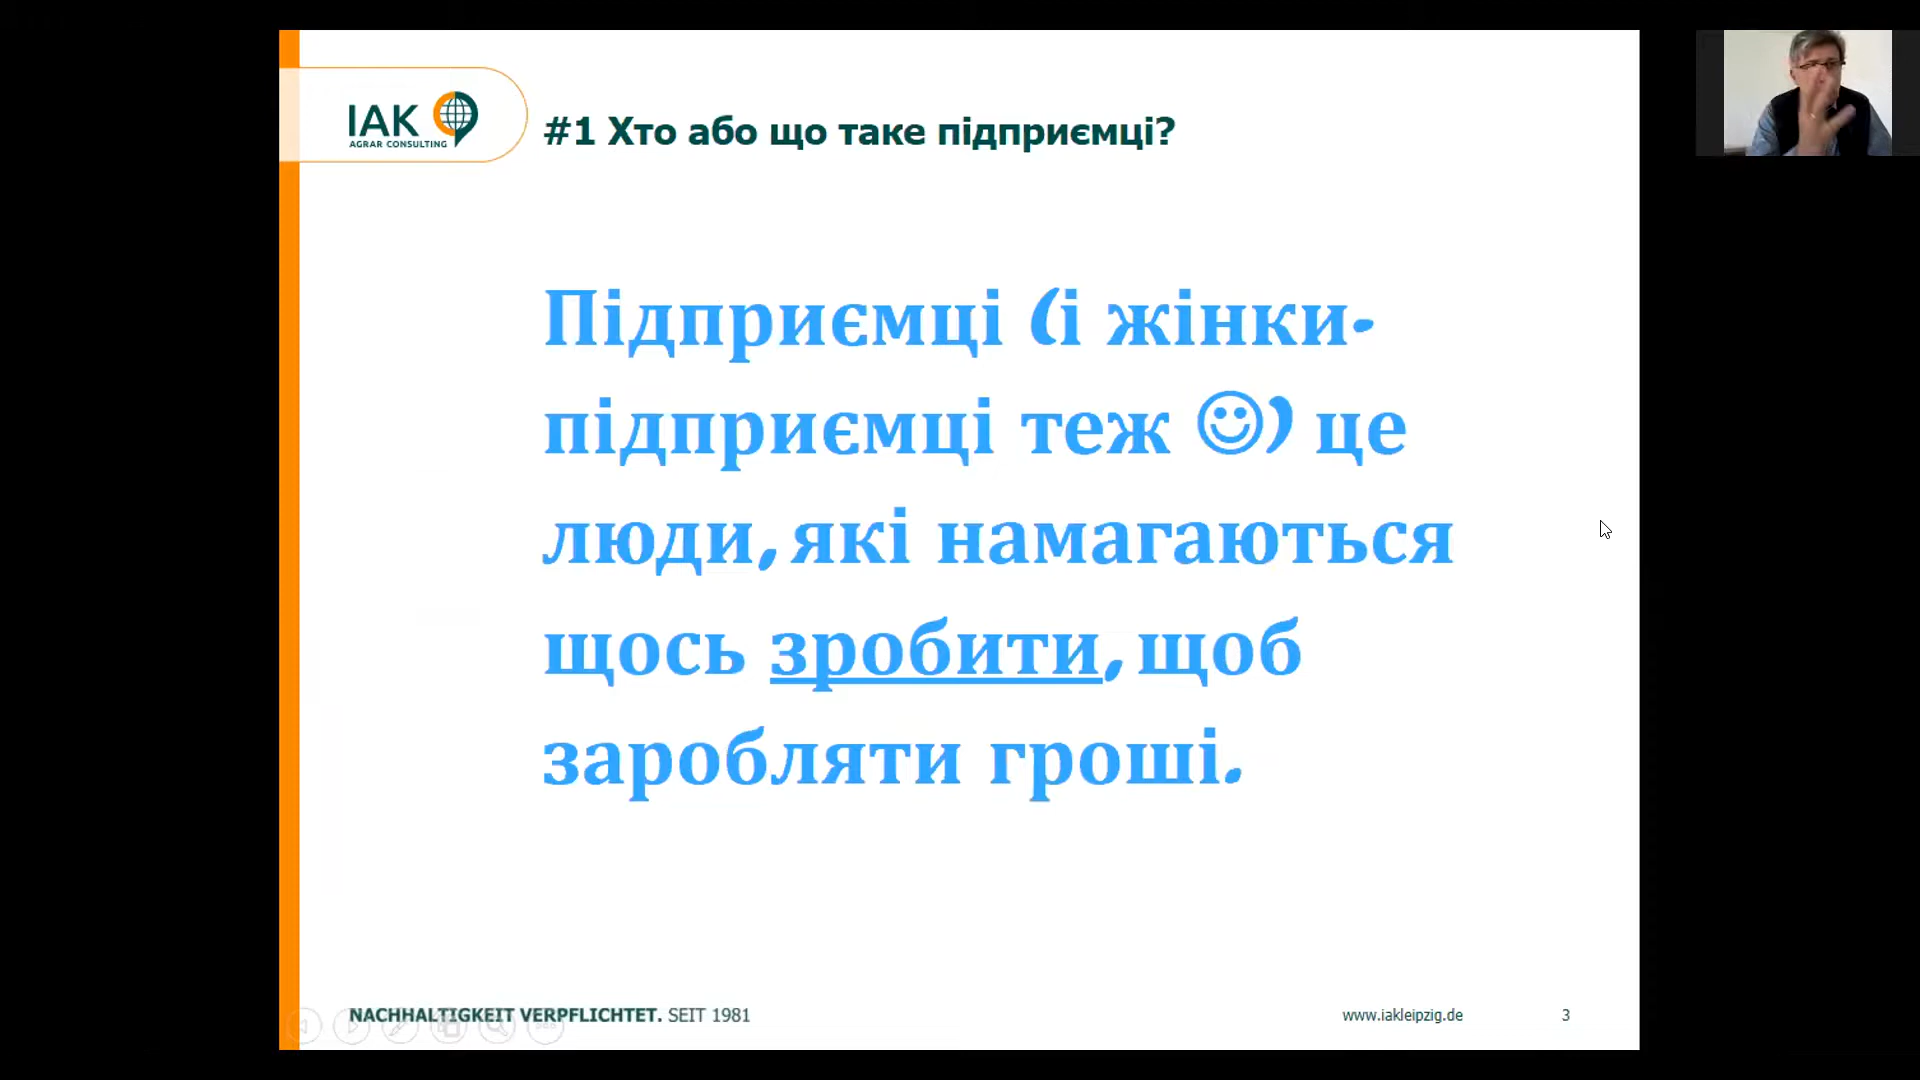 IAK
AGRAR CONSULTING
#1 Хто або що таке підприємці?
Підприємці (і жінки-
підприємці теж ☺) це
люди, які намагаються
щось зробити, щоб
заробляти гроші.
NACHHALTIGKEIT VERPFLICHTET. SEIT 1981
www.iakleipzig.de
3